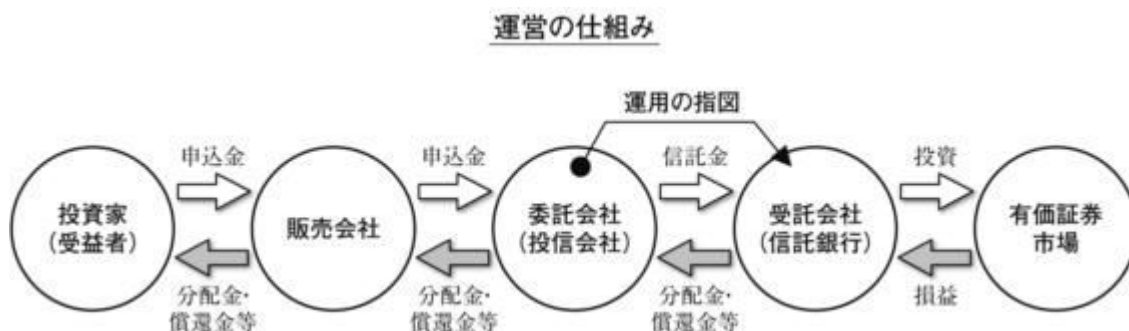 運営の仕組み
運用の指図
申込金
申込金
信託金
投資
投資家
（受益者）
販売会社
委託会社
（投信会社）
受託会社
（信託銀行）
有価証券
市場
分配金・
償還金等
分配金・
償還金等
分配金・
償還金等
損益